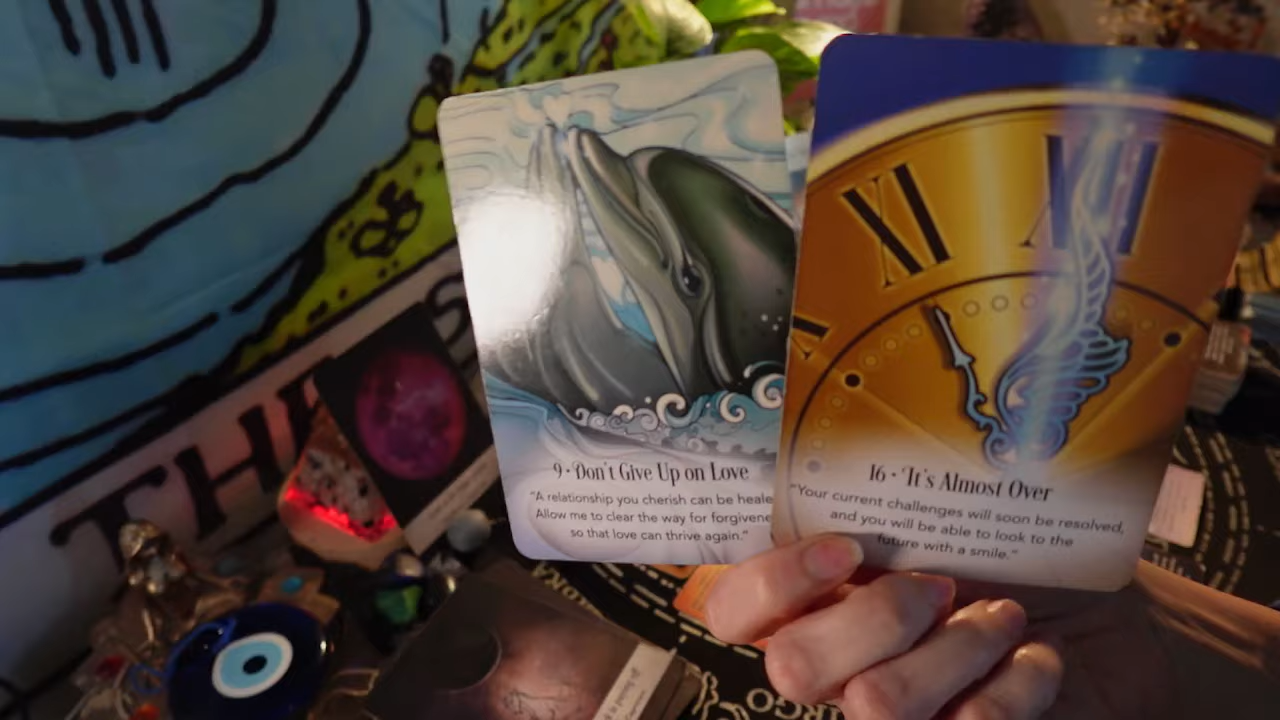 XI
XII
9 • Don't Give Up on Love
"A relationship you cherish can be heale
Allow me to clear the way for forgivene
so that love can thrive again."
16 • It's Almost Over
"Your current challenges will soon be resolved,
and you will be able to look to the
future with a smile."
TH
S
VIRGO